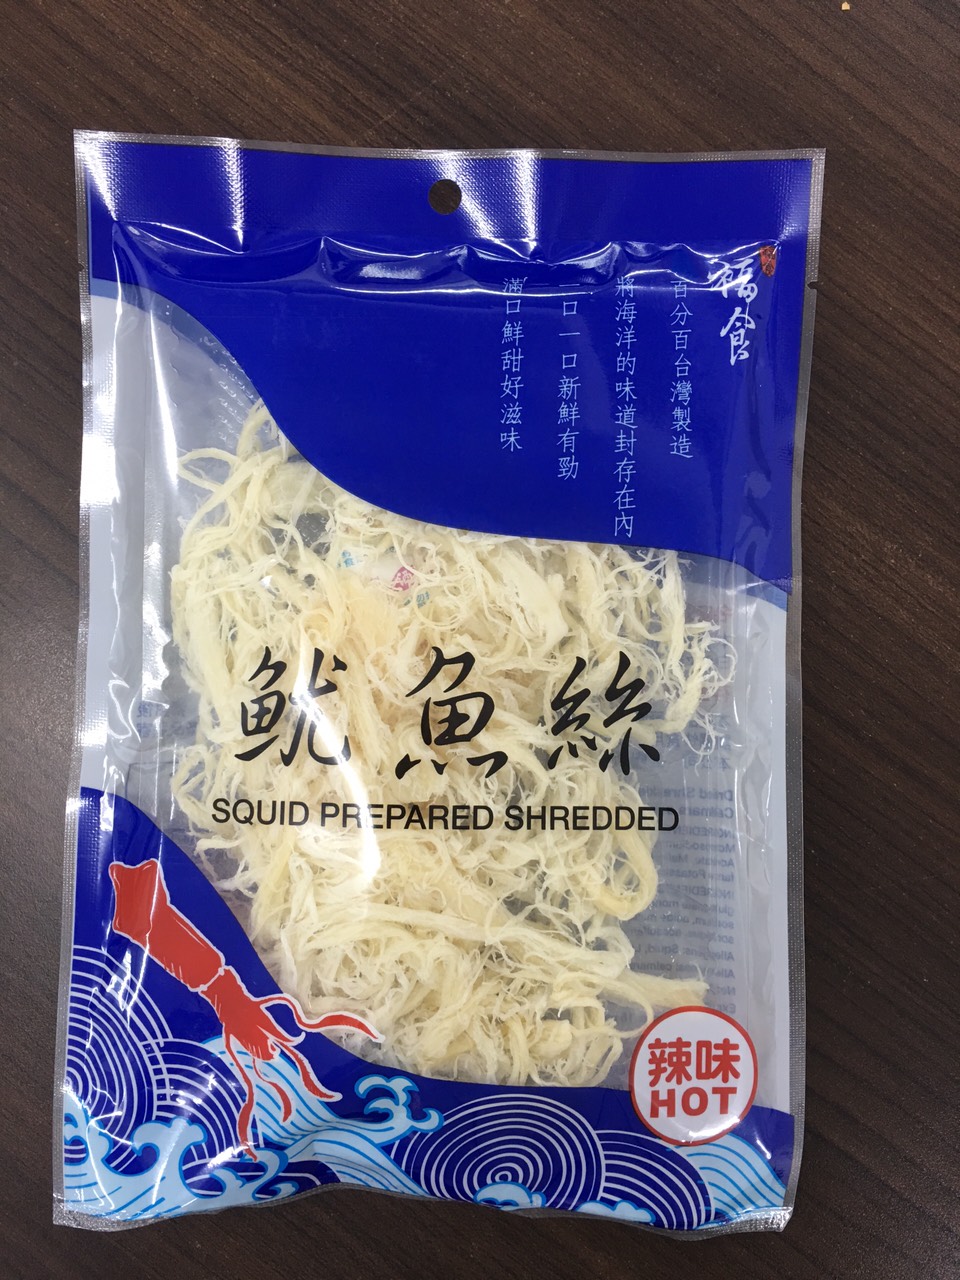 福食
百分百台灣製造
將海洋的味道封存在內
一口一口新鮮有勁
滿口鮮甜好滋味
魷魚絲
SQUID PREPARED SHREDDED
辣味
HOT